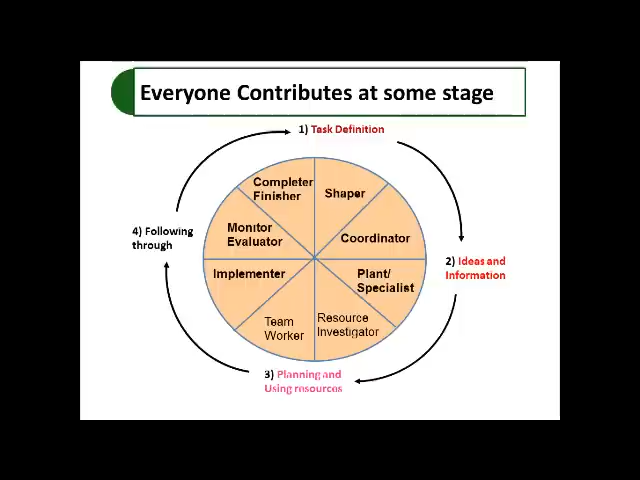 Everyone Contributes at some stage
1) Task Definition
Completer
Finisher
Shaper
Monitor
Evaluator
Coordinator
4) Following
through
2) Ideas and
Information
Implementer
Plant/
Specialist
Team
Worker
Resource
Investigator
3) Planning and
Using resources